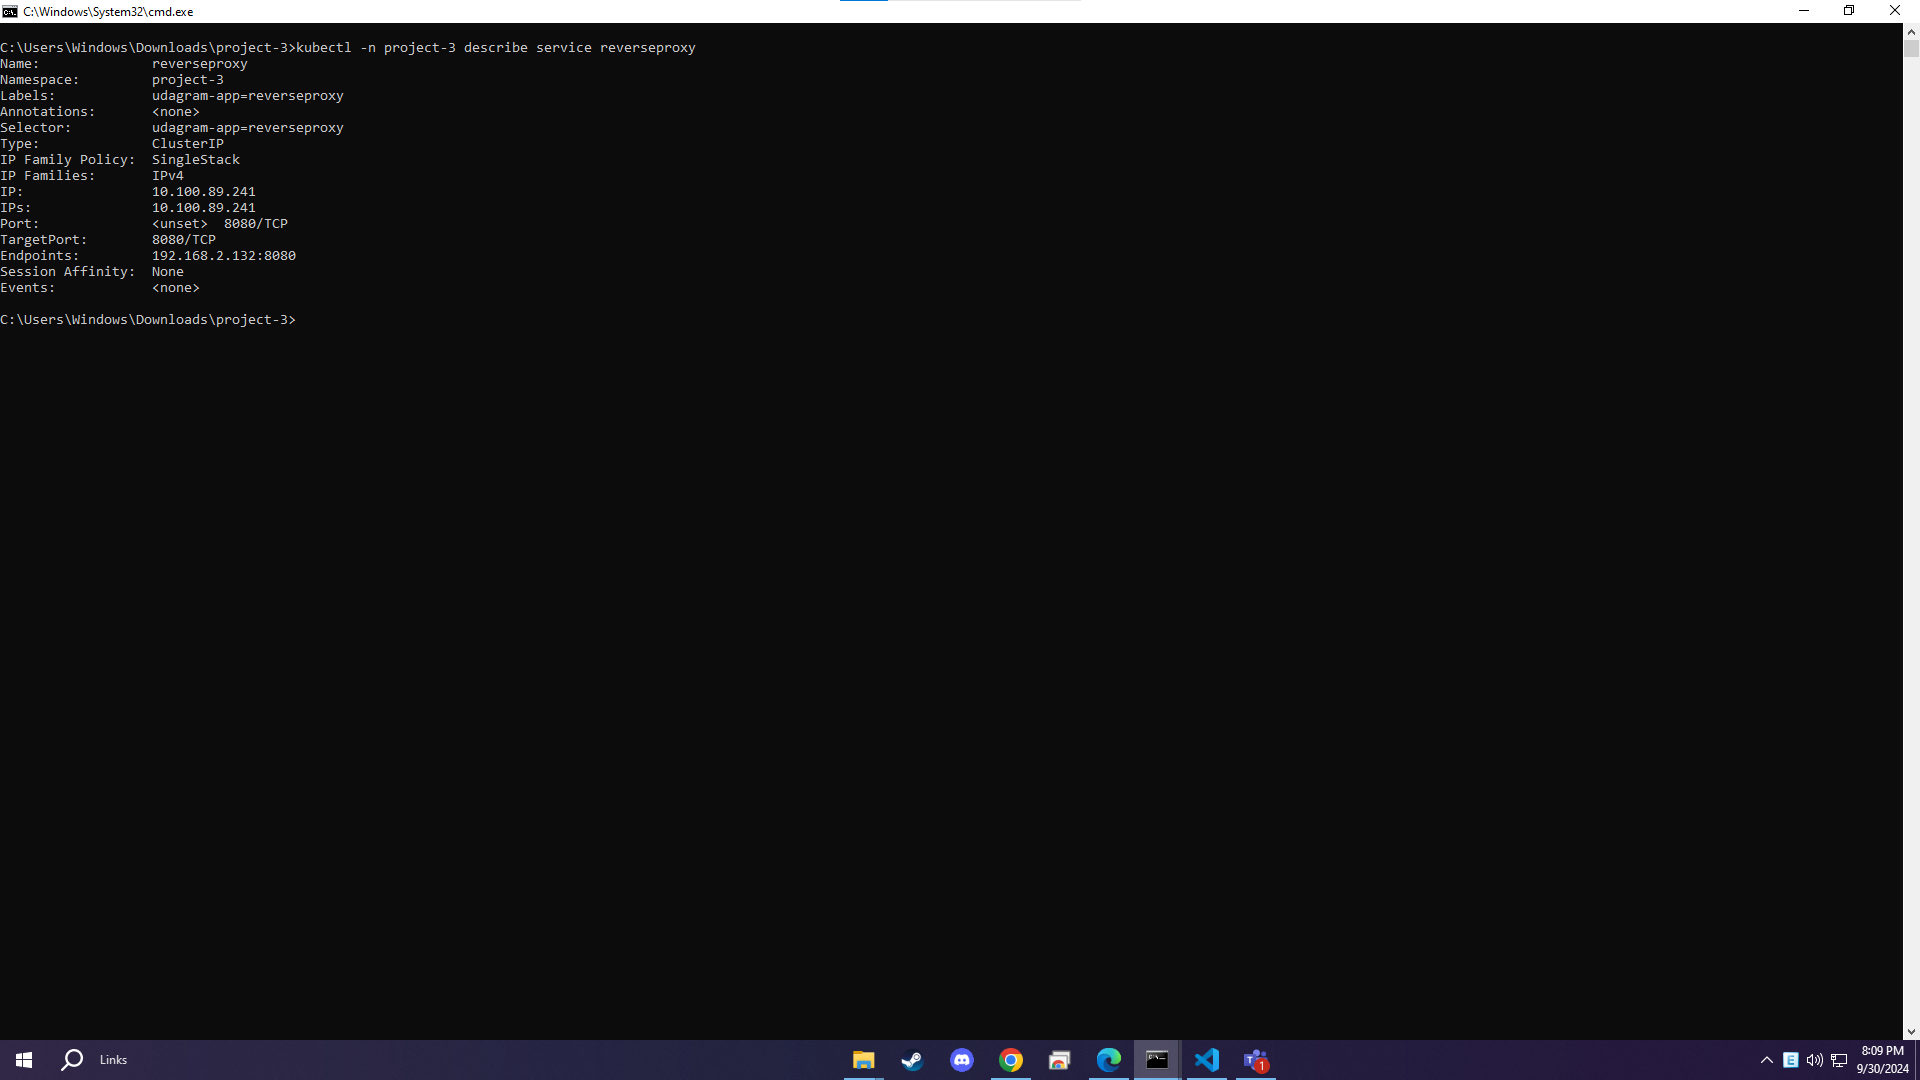 C:\Windows\System32\cmd.exe
C:\Users\Windows\Downloads\project-3>kubectl -n project-3 describe service reverseproxy
Name:              reverseproxy
Namespace:         project-3
Labels:            udagram-app=reverseproxy
Annotations:       <none>
Selector:          udagram-app=reverseproxy
Type:              ClusterIP
IP Family Policy:  SingleStack
IP Families:       IPv4
IP:                10.100.89.241
IPs:               10.100.89.241
Port:              <unset>  8080/TCP
TargetPort:        8080/TCP
Endpoints:         192.168.2.132:8080
Session Affinity:  None
Events:            <none>
C:\Users\Windows\Downloads\project-3>
Links
1
E
8:09 PM
9/30/2024